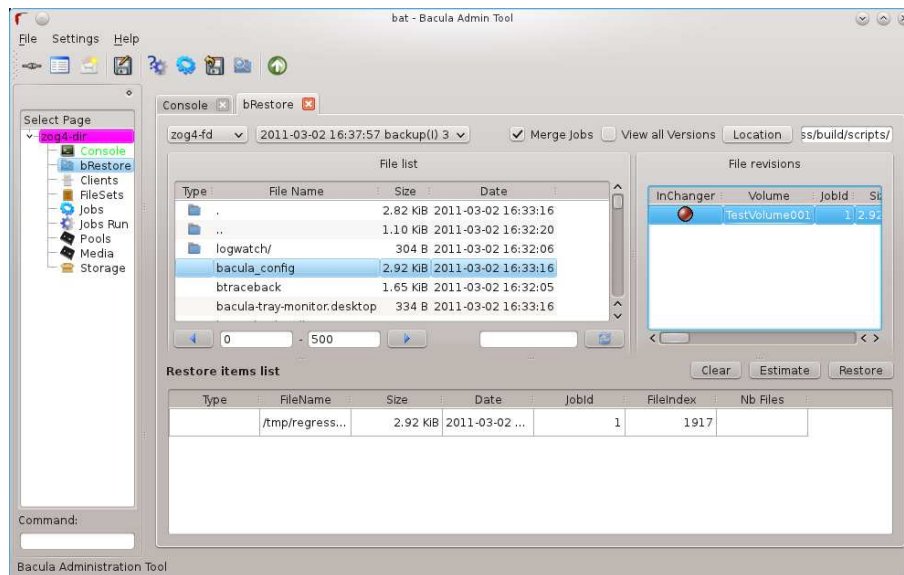 bat - Bacula Admin Tool
File Settings Help
Console bRestore
Select Page
zog4-dir
Console
bRestore
Clients
FileSets
Jobs
Jobs Run
Pools
Media
Storage
Command:
zog4-fd 2011-03-02 16:37:57 backup(I) 3 Merge Jobs View all Versions Location ss/build/scripts/
File list
Type File Name Size Date
. 2.82 KiB 2011-03-02 16:33:16
.. 1.10 KiB 2011-03-02 16:32:20
logwatch/ 304 B 2011-03-02 16:32:06
bacula_config 2.92 KiB 2011-03-02 16:33:16
btraceback 1.65 KiB 2011-03-02 16:32:05
bacula-tray-monitor.desktop 334 B 2011-03-02 16:33:16
0 - 500
File revisions
InChanger Volume JobId
TestVolume001 1 2.92
Clear Estimate Restore
Restore items list
Type FileName Size Date JobId FileIndex Nb Files
/tmp/regress... 2.92 KiB 2011-03-02 ... 1 1917
Bacula Administration Tool